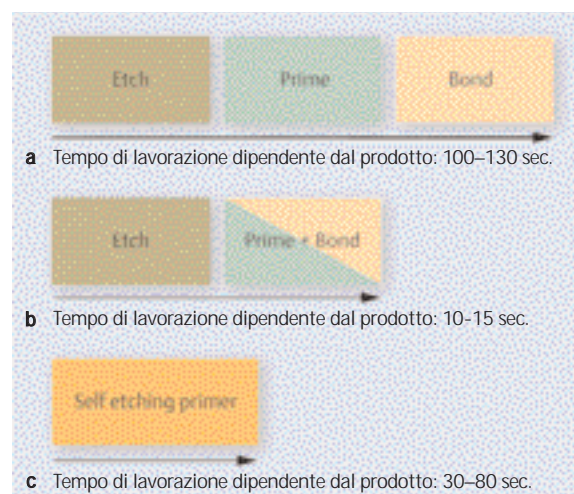 Etch Prime Bond
a Tempo di lavorazione dipendente dal prodotto: 100–130 sec.
Etch Prime + Bond
b Tempo di lavorazione dipendente dal prodotto: 10-15 sec.
Self etching primer
c Tempo di lavorazione dipendente dal prodotto: 30–80 sec.